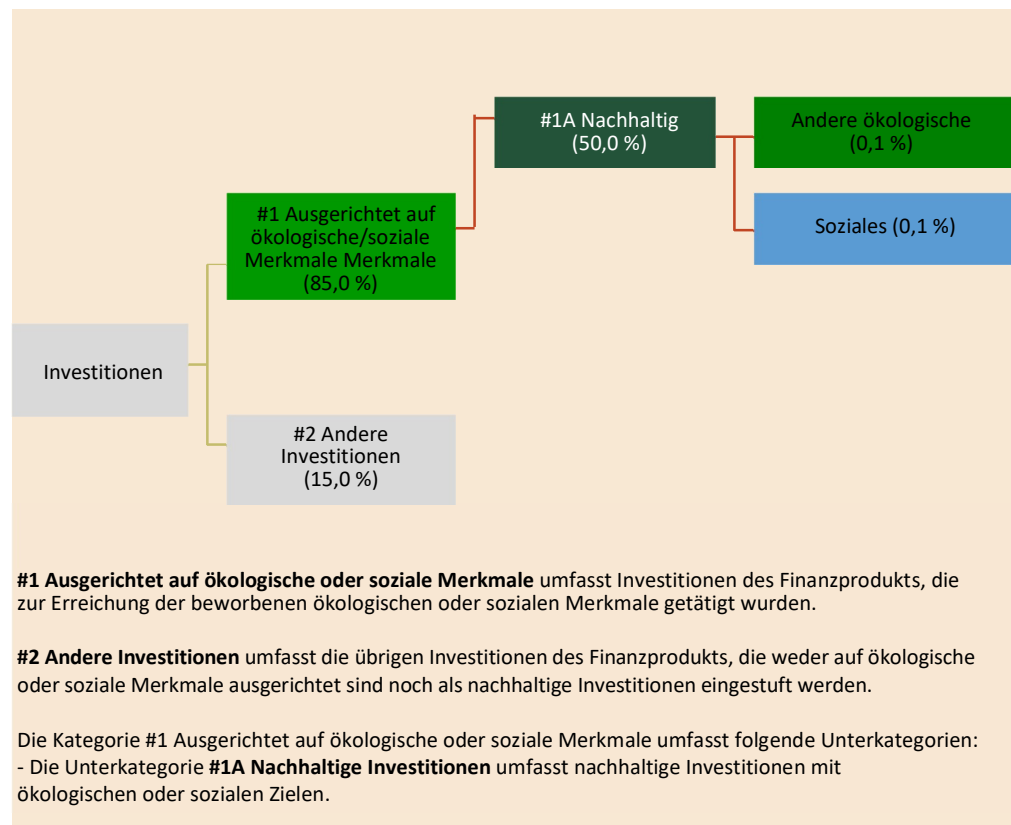 #1A Nachhaltig
(50,0 %)
Andere ökologische
(0,1 %)
#1 Ausgerichtet auf
ökologische/soziale
Merkmale Merkmale
(85,0 %)
Soziales (0,1 %)
Investitionen
#2 Andere
Investitionen
(15,0 %)
#1 Ausgerichtet auf ökologische oder soziale Merkmale umfasst Investitionen des Finanzprodukts, die
zur Erreichung der beworbenen ökologischen oder sozialen Merkmale getätigt wurden.
#2 Andere Investitionen umfasst die übrigen Investitionen des Finanzprodukts, die weder auf ökologische
oder soziale Merkmale ausgerichtet sind noch als nachhaltige Investitionen eingestuft werden.
Die Kategorie #1 Ausgerichtet auf ökologische oder soziale Merkmale umfasst folgende Unterkategorien:
- Die Unterkategorie #1A Nachhaltige Investitionen umfasst nachhaltige Investitionen mit
ökologischen oder sozialen Zielen.